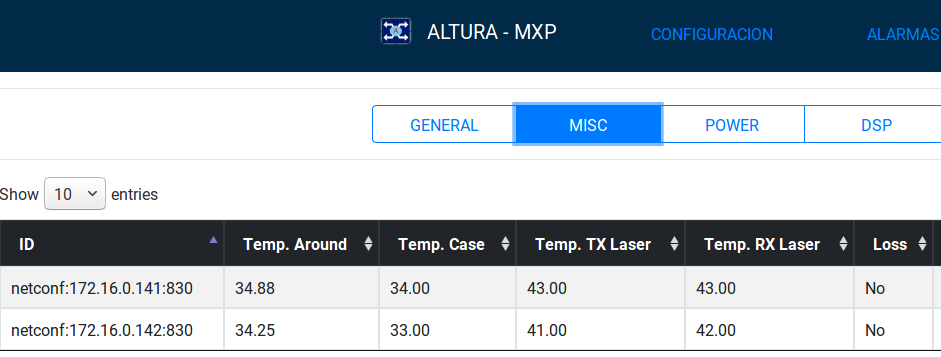 ALTURA - MXP CONFIGURACION ALARMAS
GENERAL MISC POWER DSP
Show 10 entries
ID Temp. Around Temp. Case Temp. TX Laser Temp. RX Laser Loss
netconf:172.16.0.141:830 34.88 34.00 43.00 43.00 No
netconf:172.16.0.142:830 34.25 33.00 41.00 42.00 No